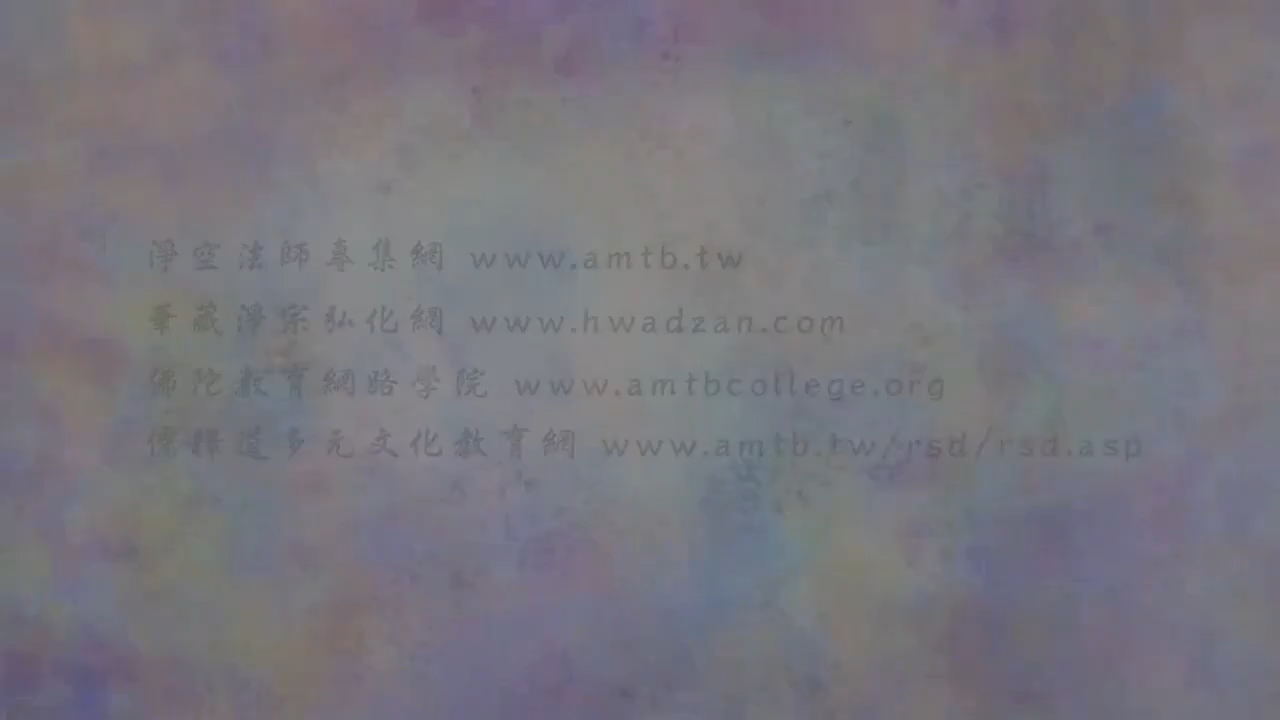 淨空法師專集網 www.amtb.tw
華藏淨宗弘化網 www.hwadzan.com
佛陀教育網路學院 www.amtbcollege.org
儒釋道多元文化教育網 www.amtb.tw/rsd/rsd.asp